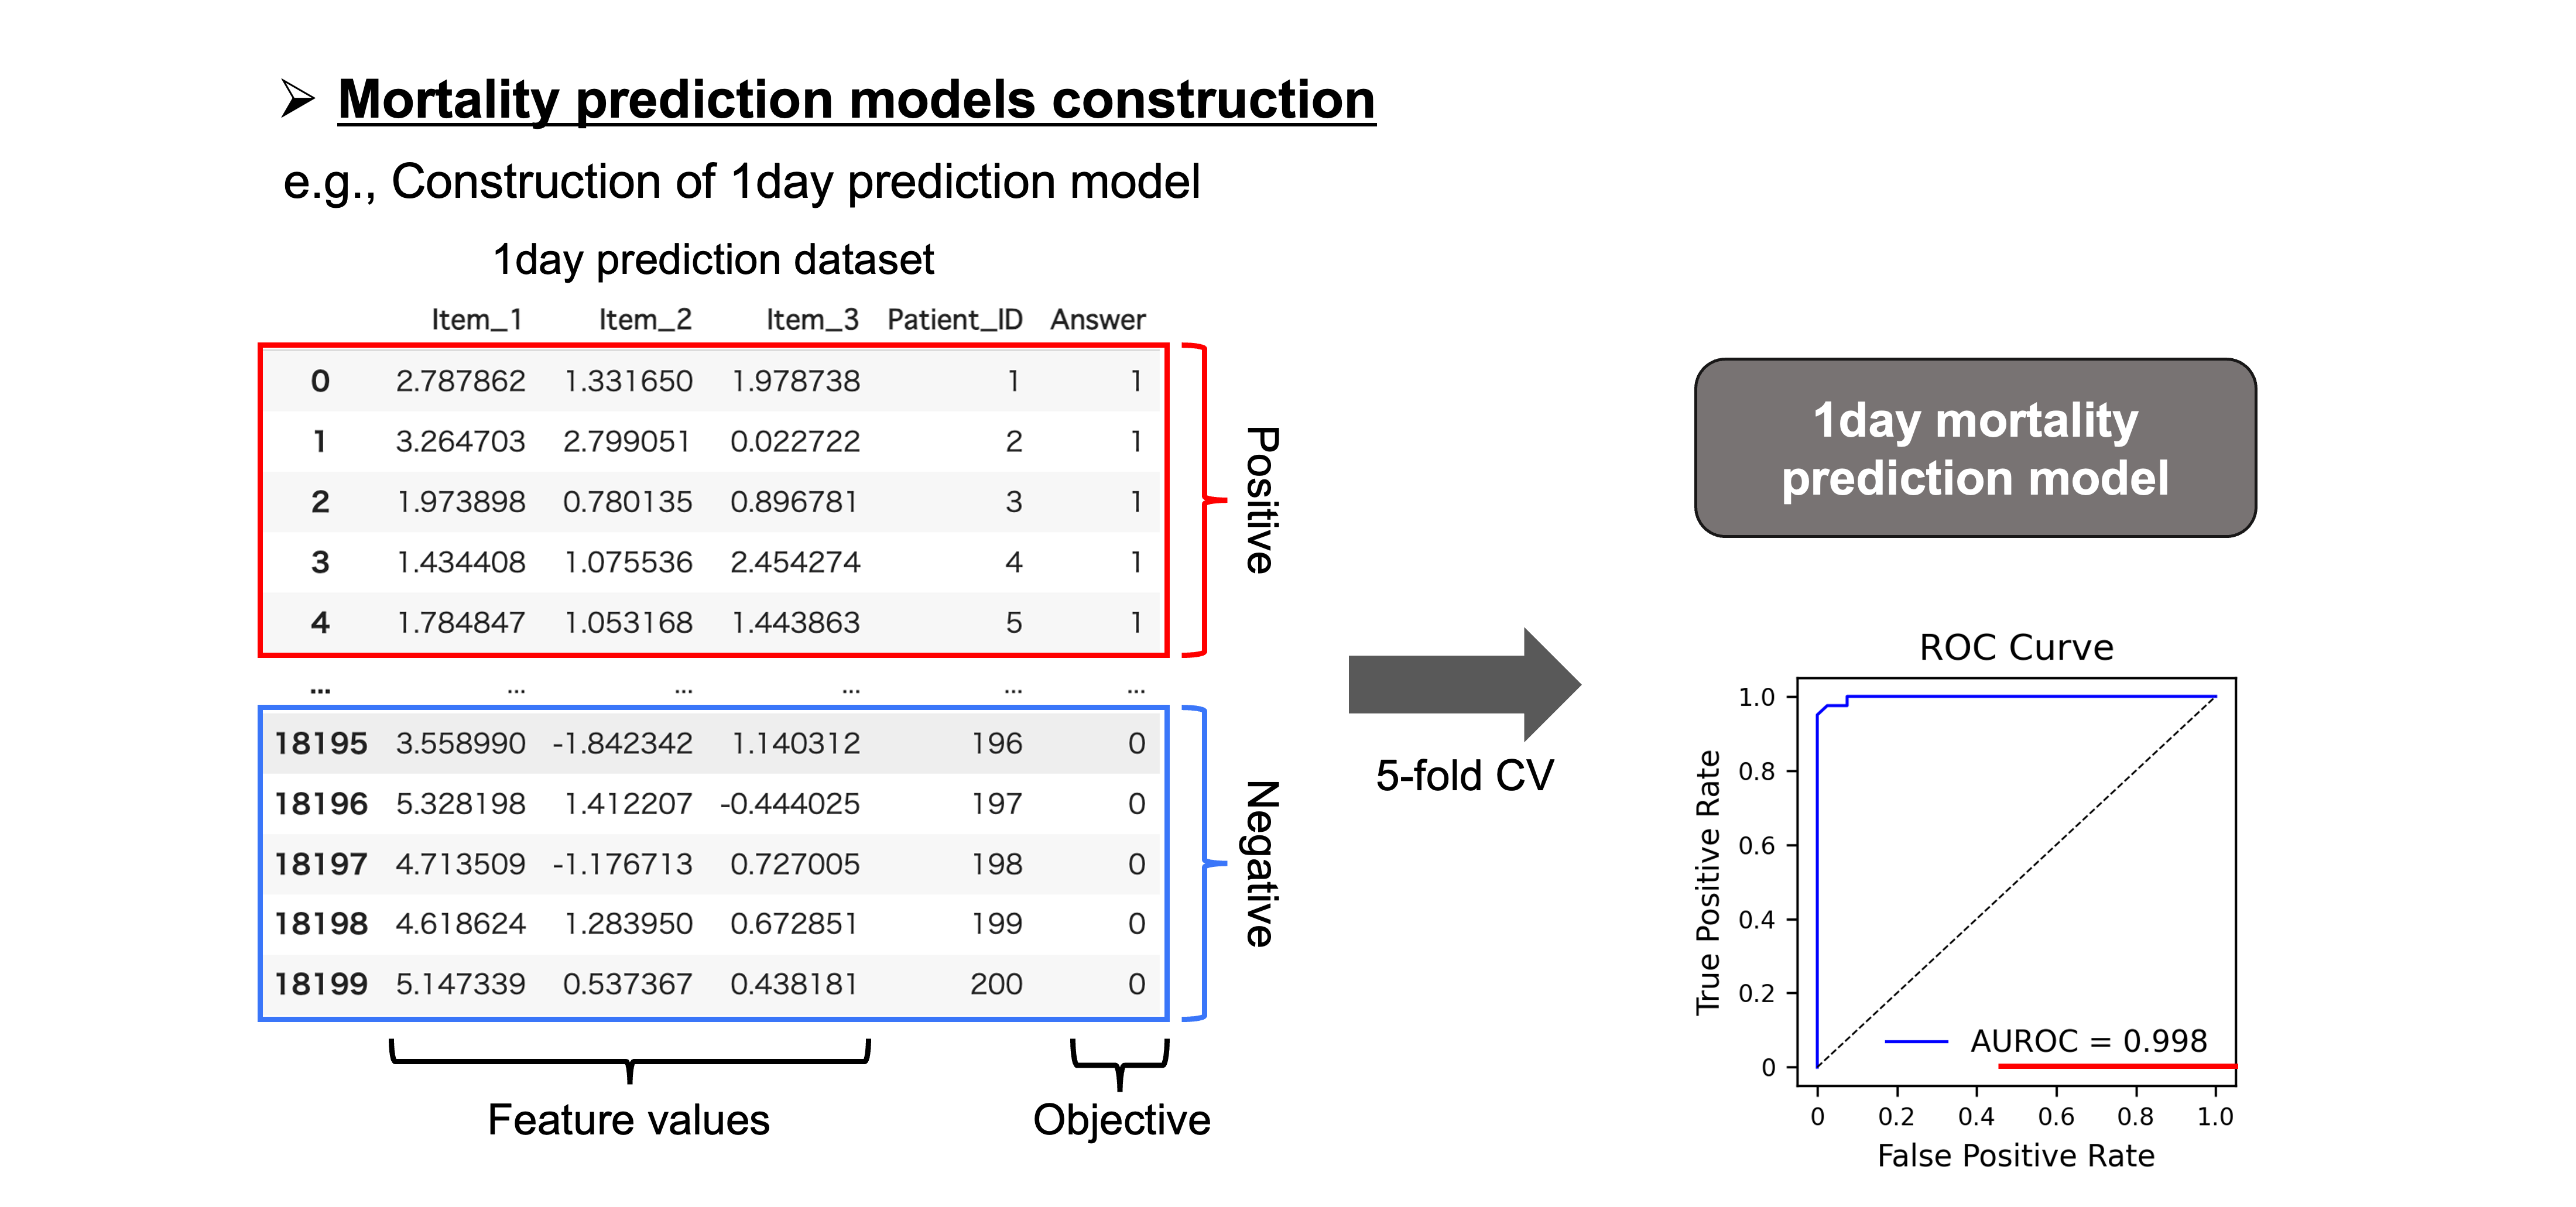 ➢ Mortality prediction models construction
e.g., Construction of 1day prediction model
1day prediction dataset
Item_1 Item_2 Item_3 Patient_ID Answer
0 2.787862 1.331650 1.978738 1 1
1 3.264703 2.799051 0.022722 2 1
2 1.973898 0.780135 0.896781 3 1
3 1.434408 1.075536 2.454274 4 1
4 1.784847 1.053168 1.443863 5 1
... ... ... ... ... ...
18195 3.558990 -1.842342 1.140312 196 0
18196 5.328198 1.412207 -0.444025 197 0
18197 4.713509 -1.176713 0.727005 198 0
18198 4.618624 1.283950 0.672851 199 0
18199 5.147339 0.537367 0.438181 200 0
Positive
Negative
Feature values
Objective
5-fold CV
1day mortality
prediction model
ROC Curve
True Positive Rate
1.0
0.8
0.6
0.4
0.2
0
AUROC = 0.998
0 0.2 0.4 0.6 0.8 1.0
False Positive Rate